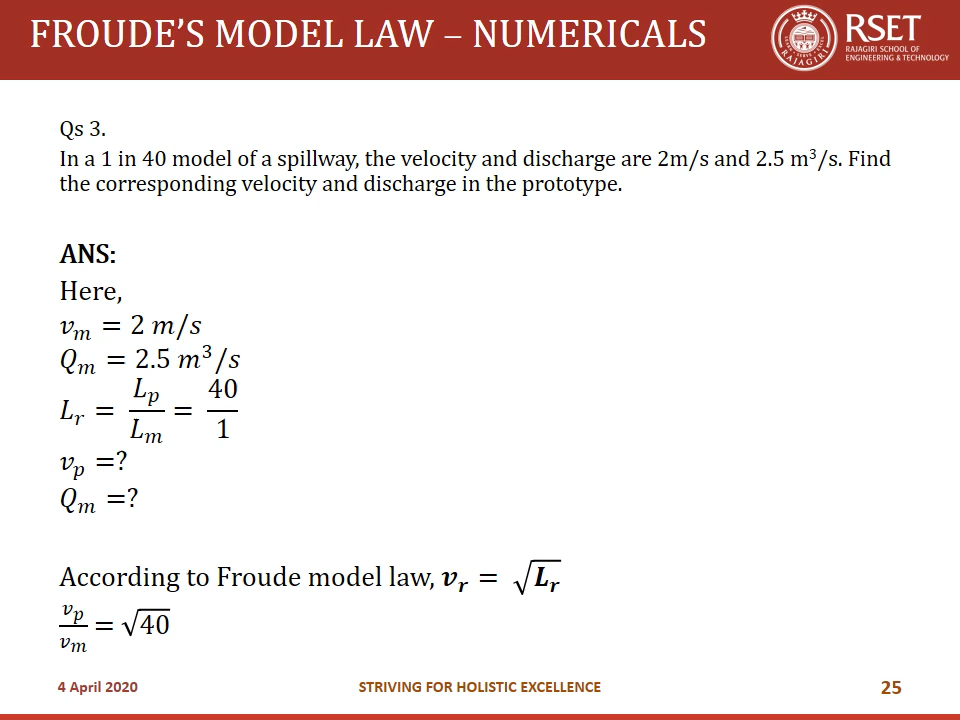 FROUDE'S MODEL LAW – NUMERICALS
RSET
RAJAGIRI SCHOOL OF
ENGINEERING & TECHNOLOGY
RAJAGIRI
Qs 3.
In a 1 in 40 model of a spillway, the velocity and discharge are 2m/s and 2.5 m³/s. Find
the corresponding velocity and discharge in the prototype.
ANS:
Here,
v_m = 2 m/s
Q_m = 2.5 m³/s
L_r = L_p/L_m = 40/1
v_p =?
Q_m =?
According to Froude model law, v_r = √L_r
v_p/v_m = √40
4 April 2020
STRIVING FOR HOLISTIC EXCELLENCE
25